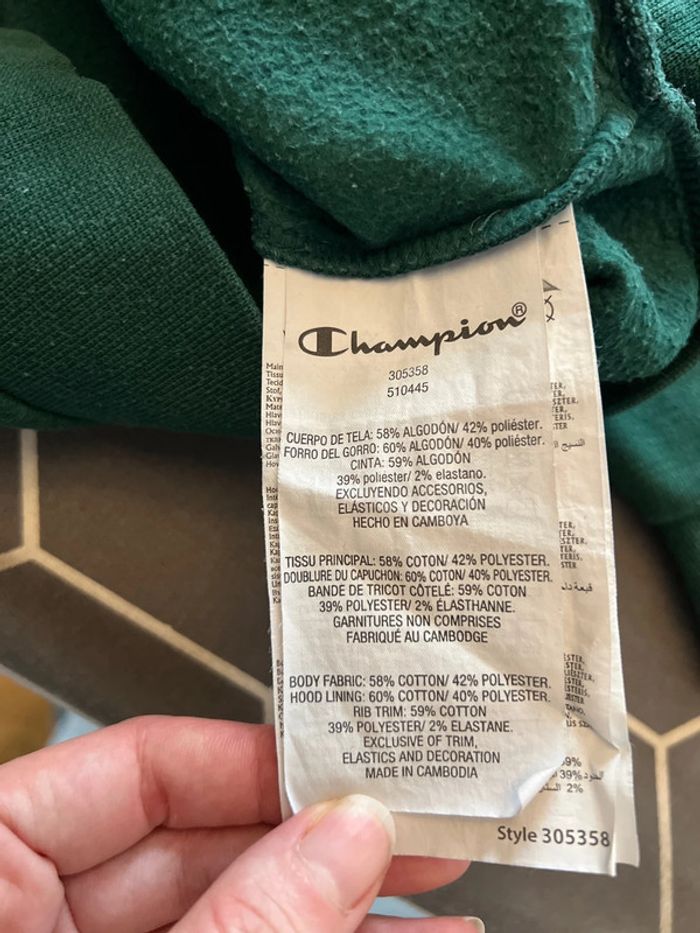 Champion®
305358
510445
CUERPO DE TELA: 58% ALGODÓN/ 42% poliéster.
FORRO DEL GORRO: 60% ALGODÓN/ 40% poliéster.
CINTA: 59% ALGODÓN
39% poliéster/ 2% elastano.
EXCLUYENDO ACCESORIOS,
ELÁSTICOS Y DECORACIÓN
HECHO EN CAMBOYA
TISSU PRINCIPAL: 58% COTON/ 42% POLYESTER.
DOUBLURE DU CAPUCHON: 60% COTON/ 40% POLYESTER.
BANDE DE TRICOT CÔTELÉ: 59% COTON
39% POLYESTER/ 2% ÉLASTHANNE.
GARNITURES NON COMPRISES
FABRIQUÉ AU CAMBODGE
BODY FABRIC: 58% COTTON/ 42% POLYESTER.
HOOD LINING: 60% COTTON/ 40% POLYESTER.
RIB TRIM: 59% COTTON
39% POLYESTER/ 2% ELASTANE.
EXCLUSIVE OF TRIM,
ELASTICS AND DECORATION
MADE IN CAMBODIA
39%
2%
Style 305358